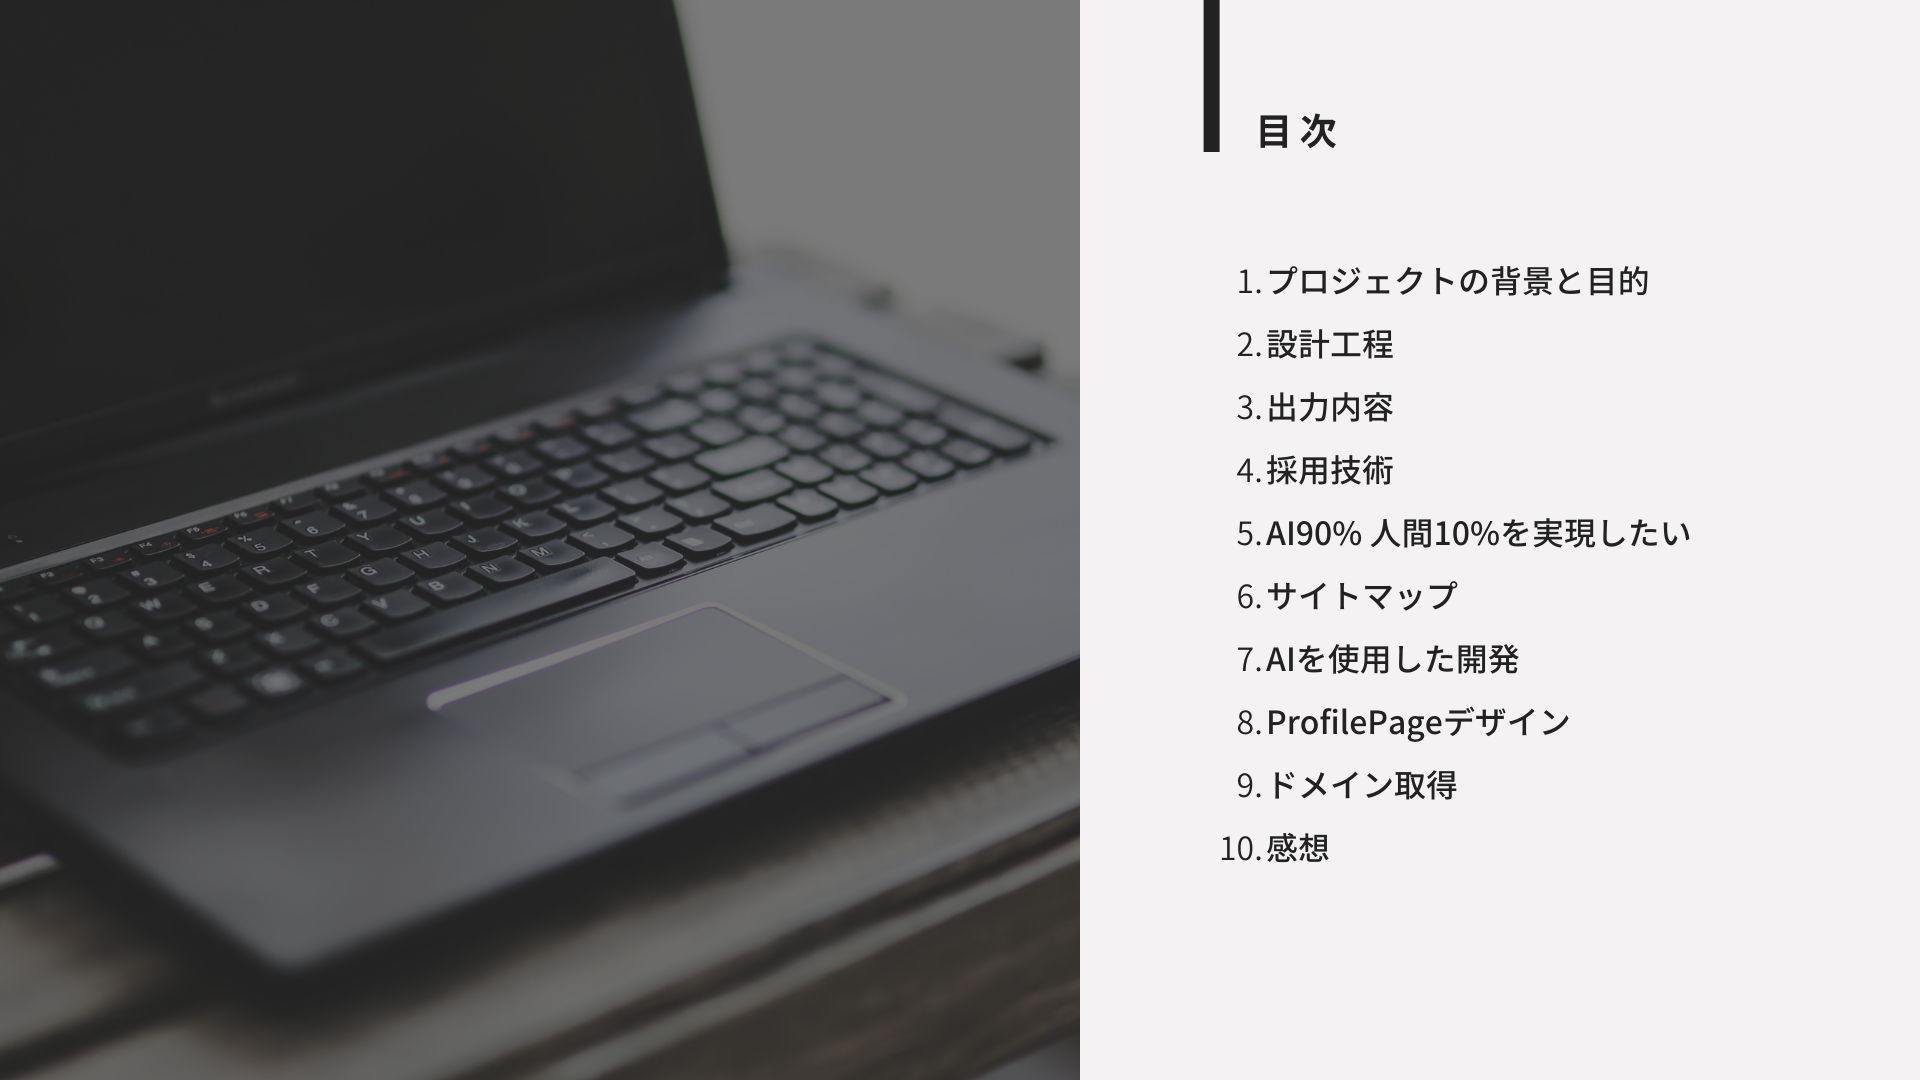 目次
1. プロジェクトの背景と目的
2. 設計工程
3. 出力内容
4. 採用技術
5. AI90% 人間10%を実現したい
6. サイトマップ
7. AIを使用した開発
8. ProfilePageデザイン
9. ドメイン取得
10. 感想